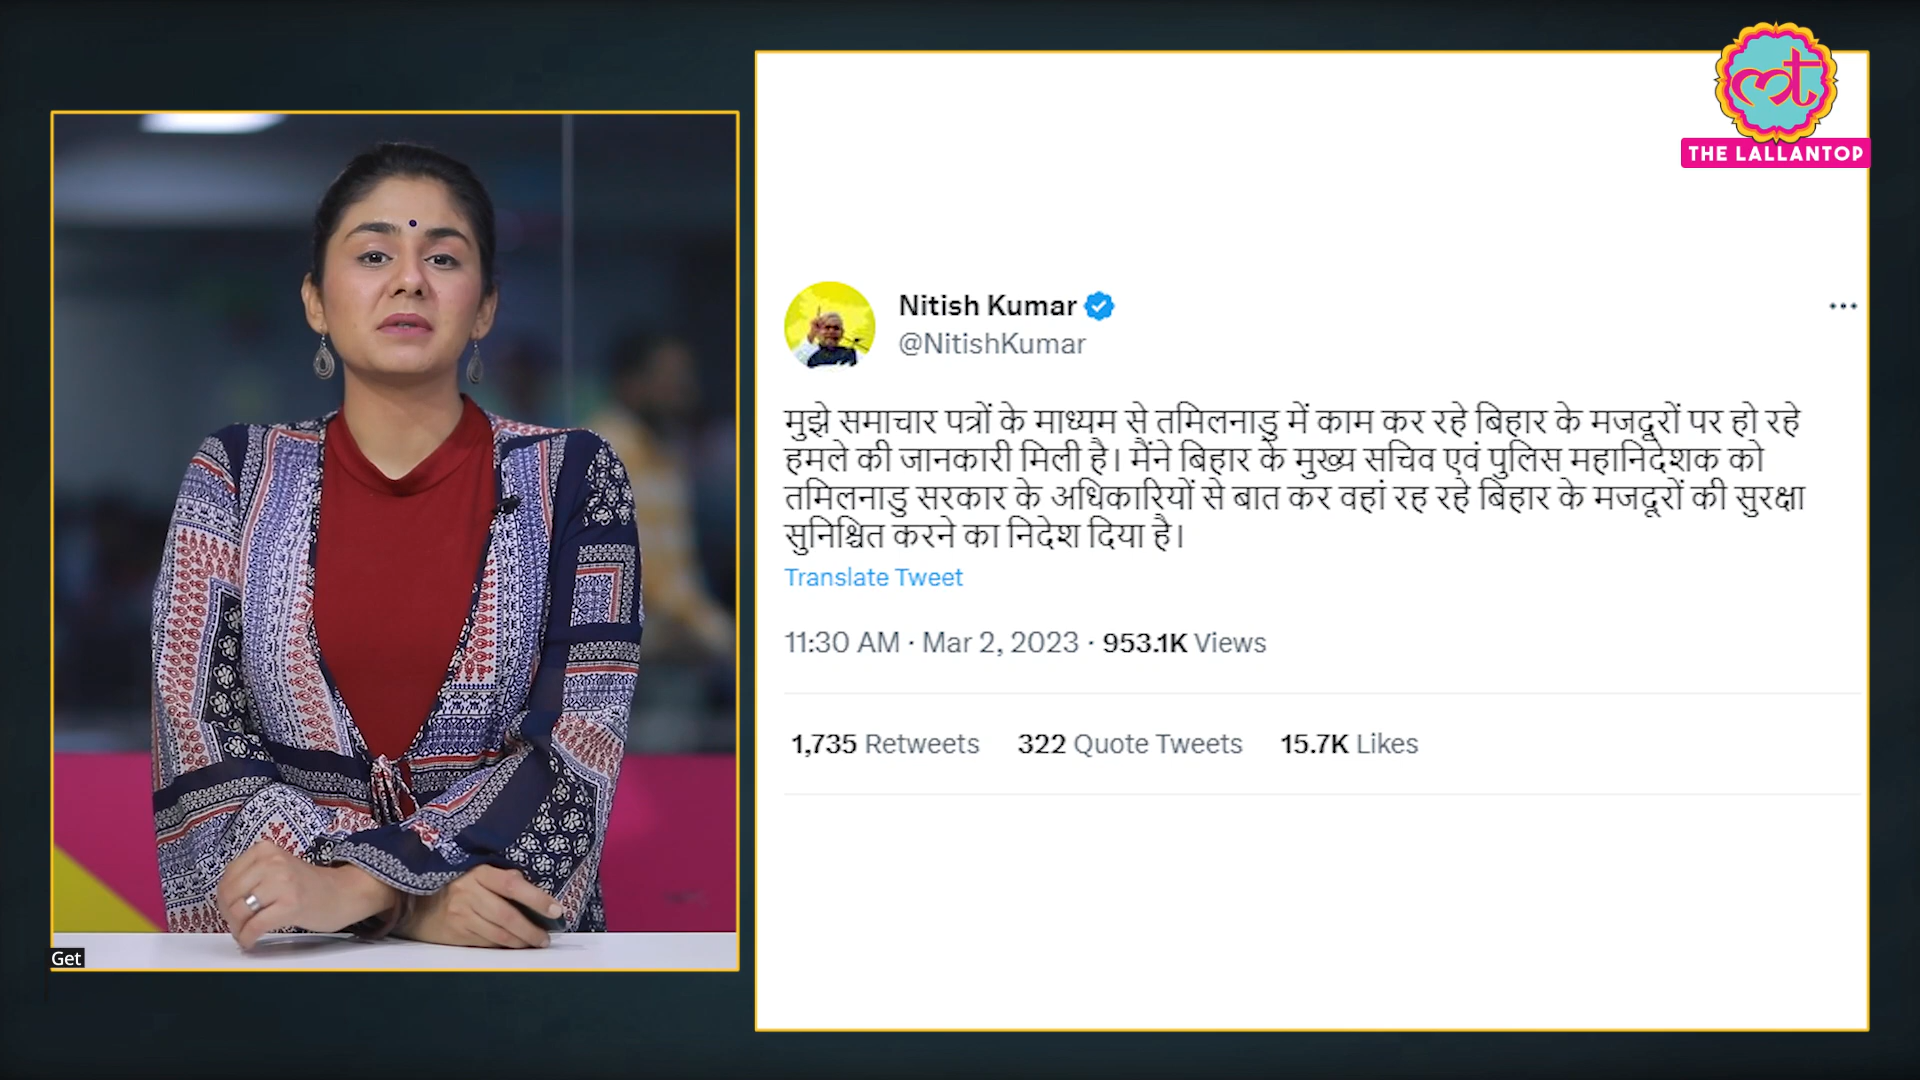 THE LALLANTOP
Nitish Kumar
@NitishKumar
मुझे समाचार पत्रों के माध्यम से तमिलनाडु में काम कर रहे बिहार के मजदूरों पर हो रहे
हमले की जानकारी मिली है। मैंने बिहार के मुख्य सचिव एवं पुलिस महानिदेशक को
तमिलनाडु सरकार के अधिकारियों से बात कर वहां रह रहे बिहार के मजदूरों की सुरक्षा
सुनिश्चित करने का निदेश दिया है।
Translate Tweet
11:30 AM · Mar 2, 2023 · 953.1K Views
1,735 Retweets 322 Quote Tweets 15.7K Likes
Get